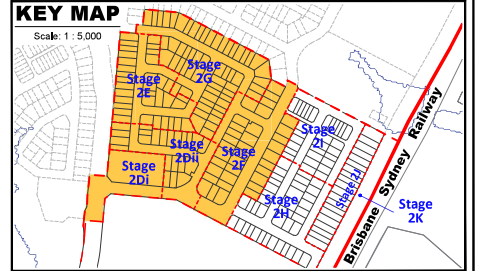 KEY MAP
Scale: 1 : 5,000
Stage
2G
Stage
2E
Stage
2I
Stage
2Dii
Stage
2F
Stage
2Di
Stage 2J
Stage
2H
Stage
2K
Brisbane Sydney Railway